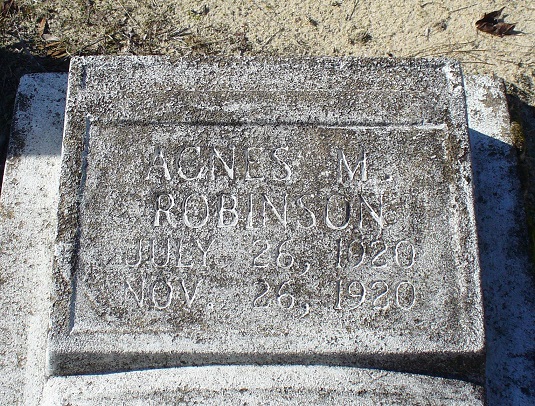 AGNES M.
ROBINSON
JULY 26, 1920
NOV. 26, 1920